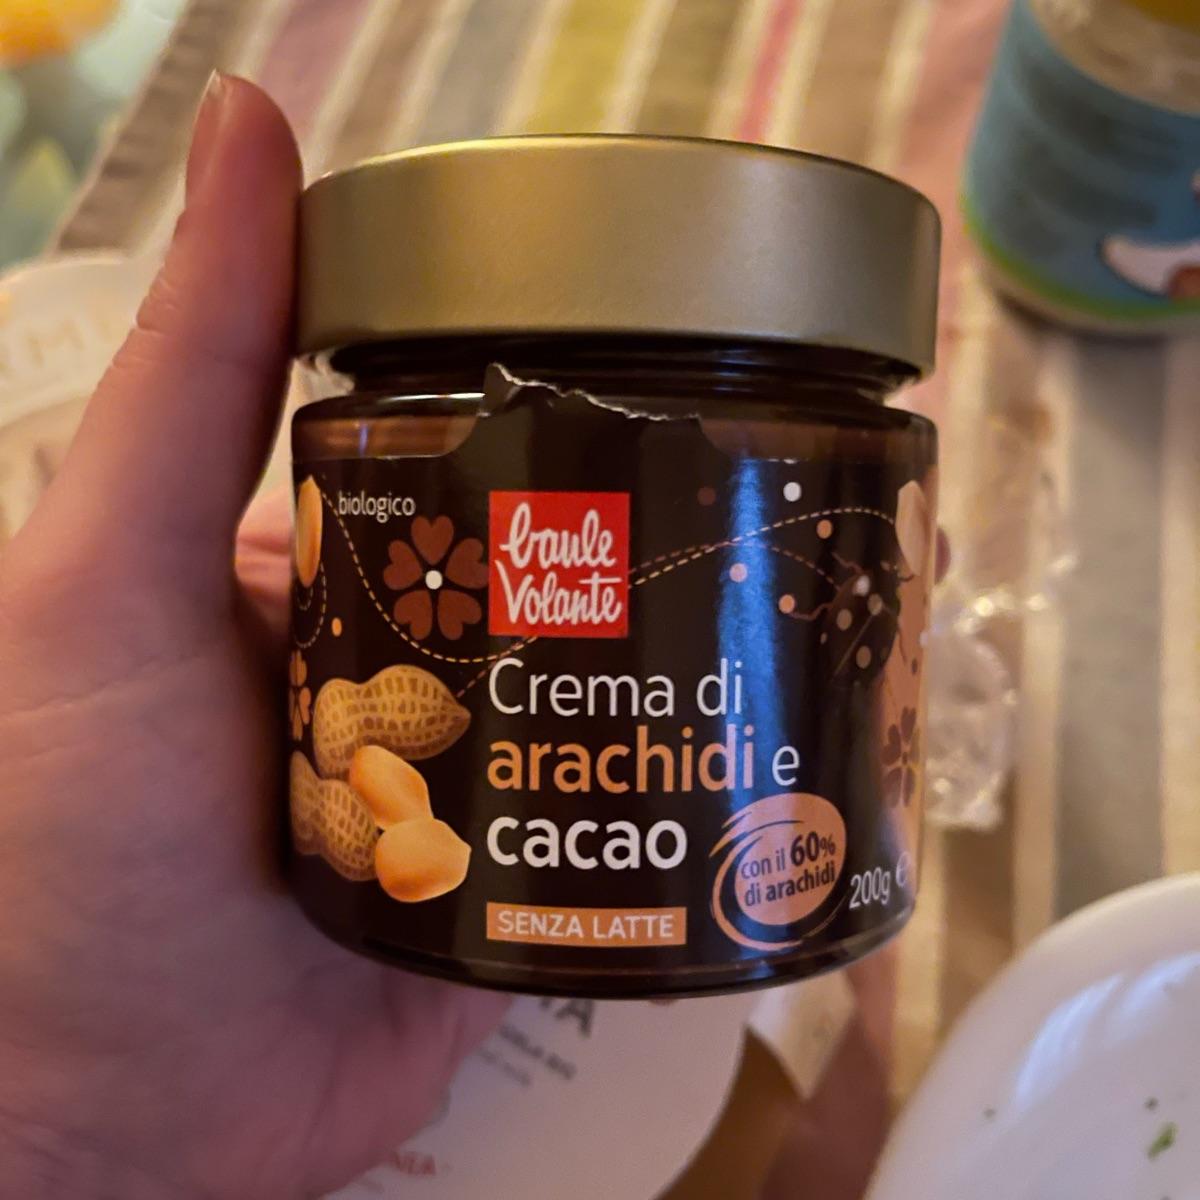 biologico
baule
Volante
Crema di
arachidi e
cacao
SENZA LATTE
con il 60%
di arachidi
200g e